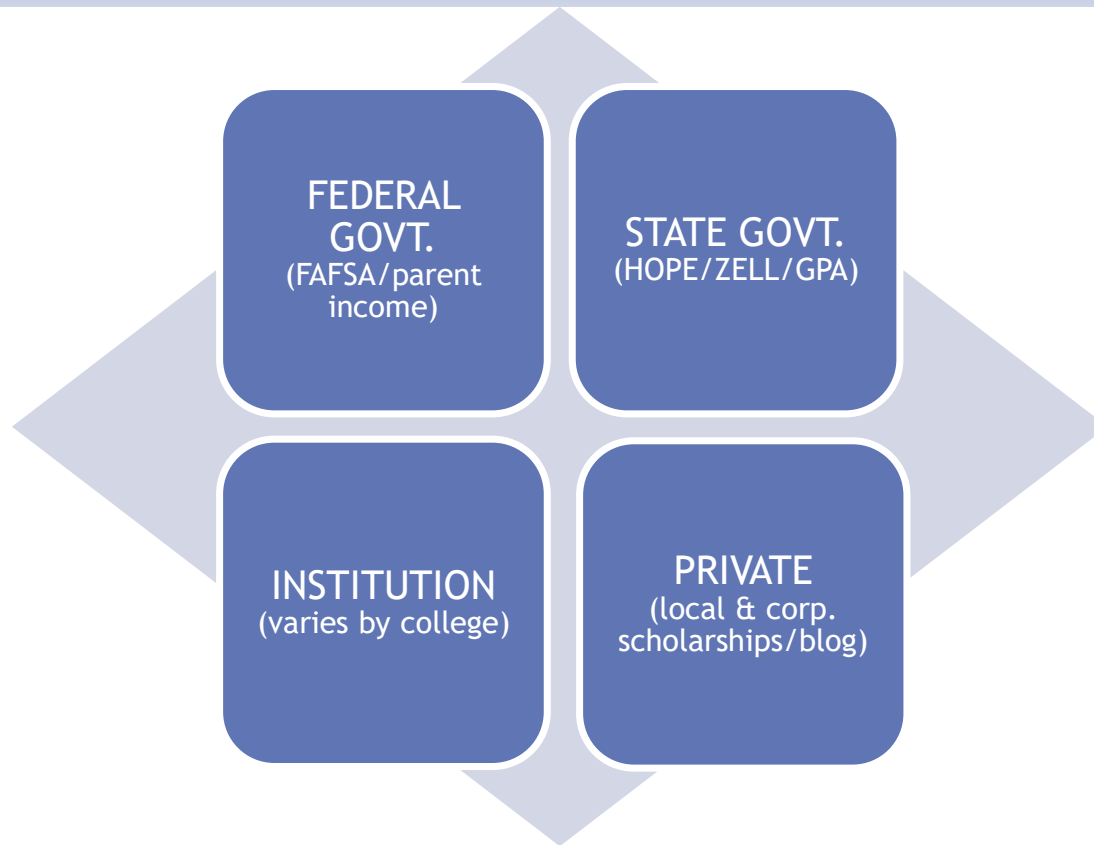 FEDERAL
GOVT.
(FAFSA/parent
income)
STATE GOVT.
(HOPE/ZELL/GPA)
INSTITUTION
(varies by college)
PRIVATE
(local & corp.
scholarships/blog)